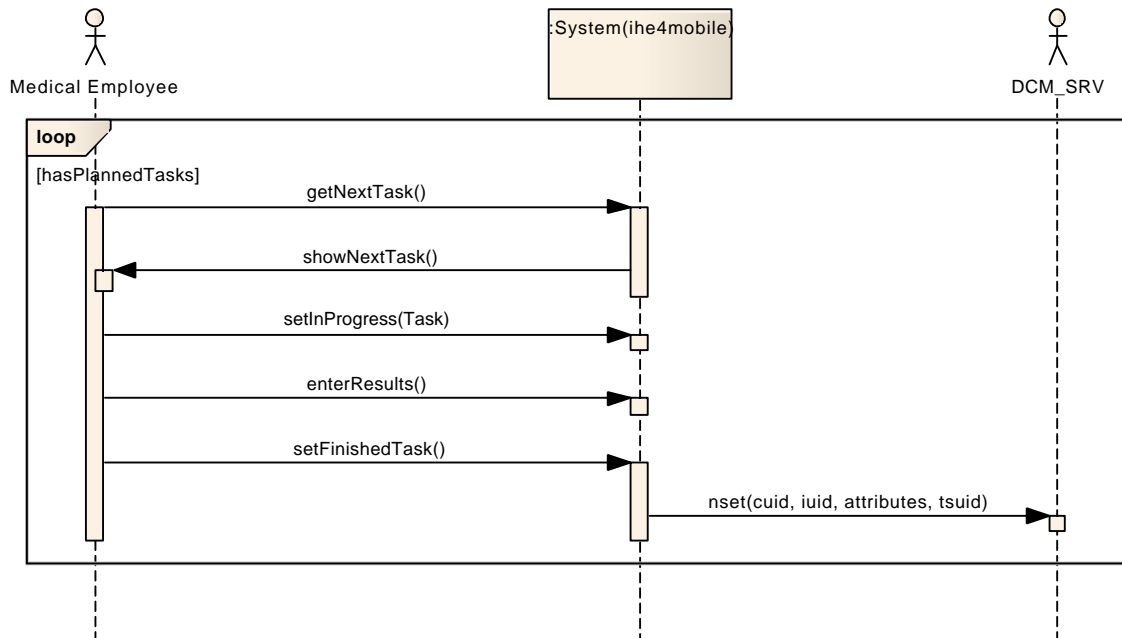 :System(ihe4mobile)
Medical Employee
DCM_SRV
loop
[hasPlannedTasks]
getNextTask()
showNextTask()
setInProgress(Task)
enterResults()
setFinishedTask()
nset(cuid, iuid, attributes, tsuid)